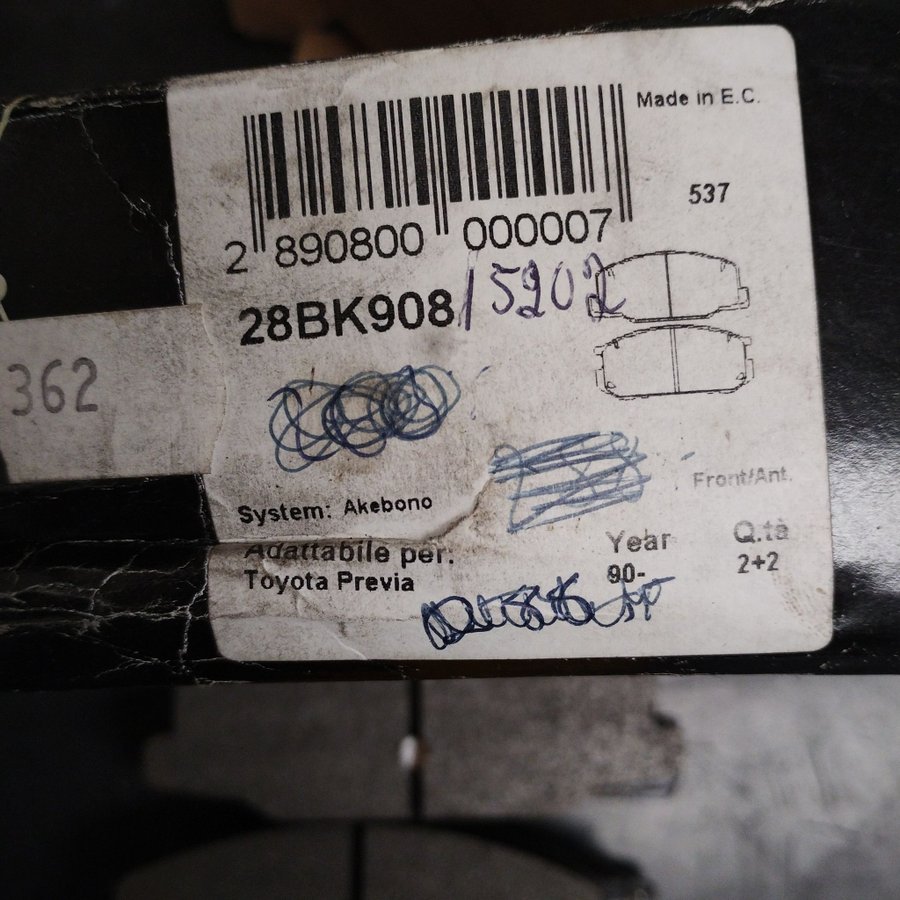 Made in E.C.
537
2 890800 000007
28BK908/5202
362
System: Akebono
Front/Ant.
Adattabile per: Year Q.tà
Toyota Previa 90- 2+2